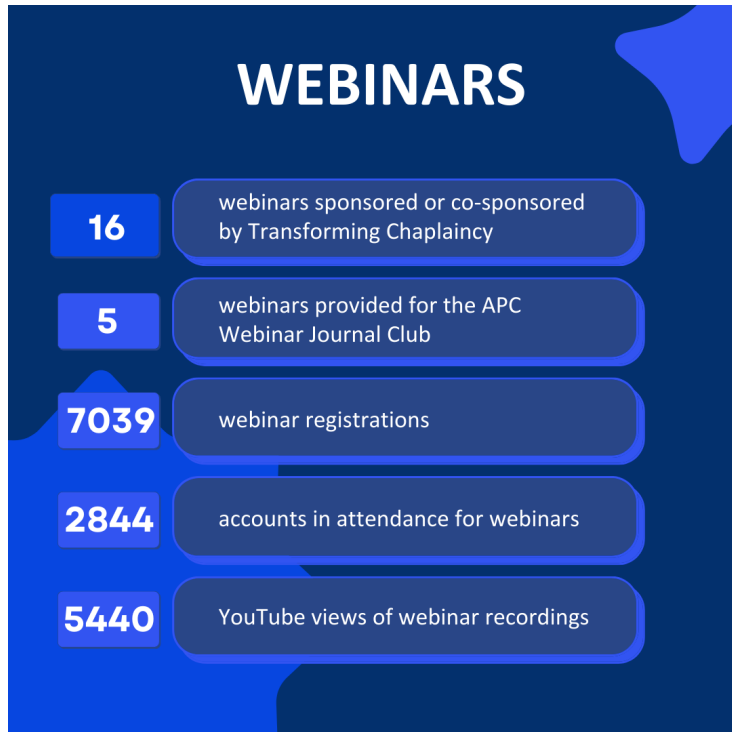 WEBINARS
16
webinars sponsored or co-sponsored
by Transforming Chaplaincy
5
webinars provided for the APC
Webinar Journal Club
7039
webinar registrations
2844
accounts in attendance for webinars
5440
YouTube views of webinar recordings